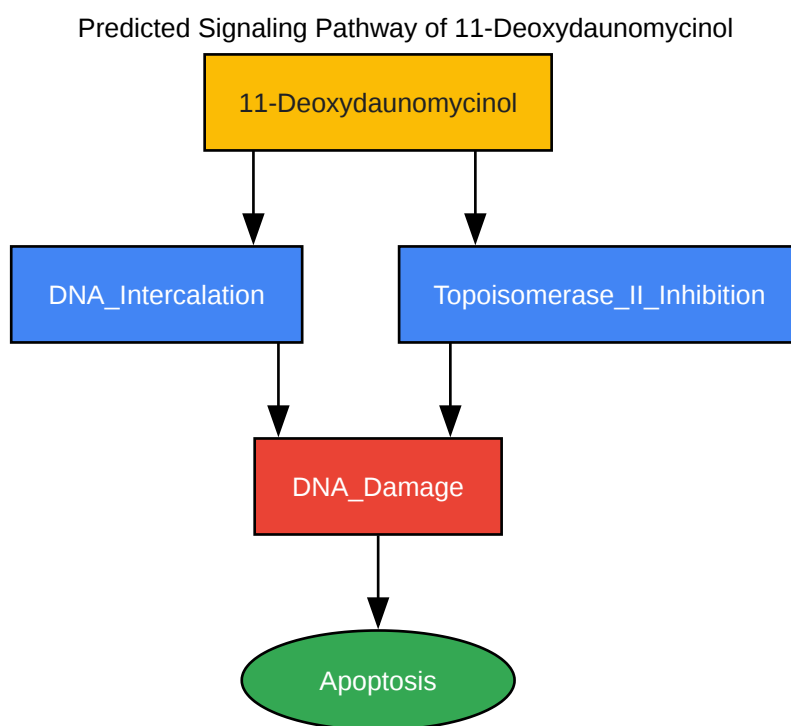 Predicted Signaling Pathway of 11-Deoxydaunomycinol
11-Deoxydaunomycinol
DNA_Intercalation
Topoisomerase_II_Inhibition
DNA_Damage
Apoptosis